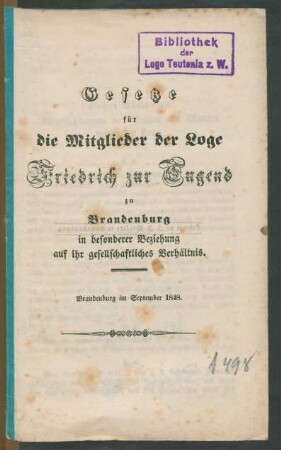 Bibliothek
der
Loge Teutonia z. W.
Gesetze
für
die Mitglieder der Loge
Friedrich zur Tugend
zu
Brandenburg
in besonderer Beziehung
auf ihr gesellschaftliches Verhältnis.
Brandenburg im September 1848.
A 498